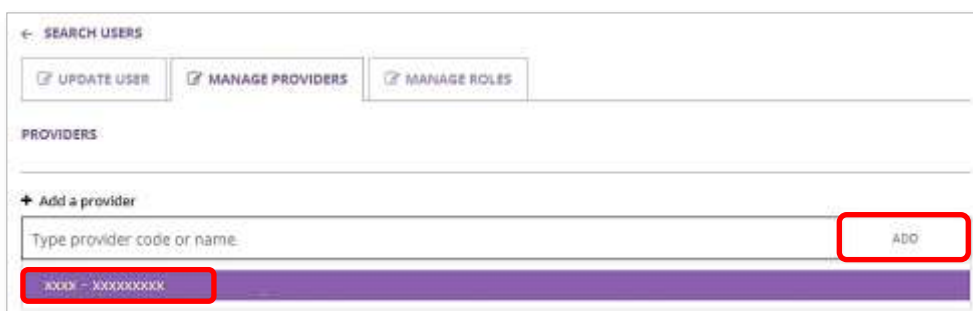 ← SEARCH USERS
UPDATE USER MANAGE PROVIDERS MANAGE ROLES
PROVIDERS
+ Add a provider
Type provider code or name. ADD
xxxx - xxxxxxxxx